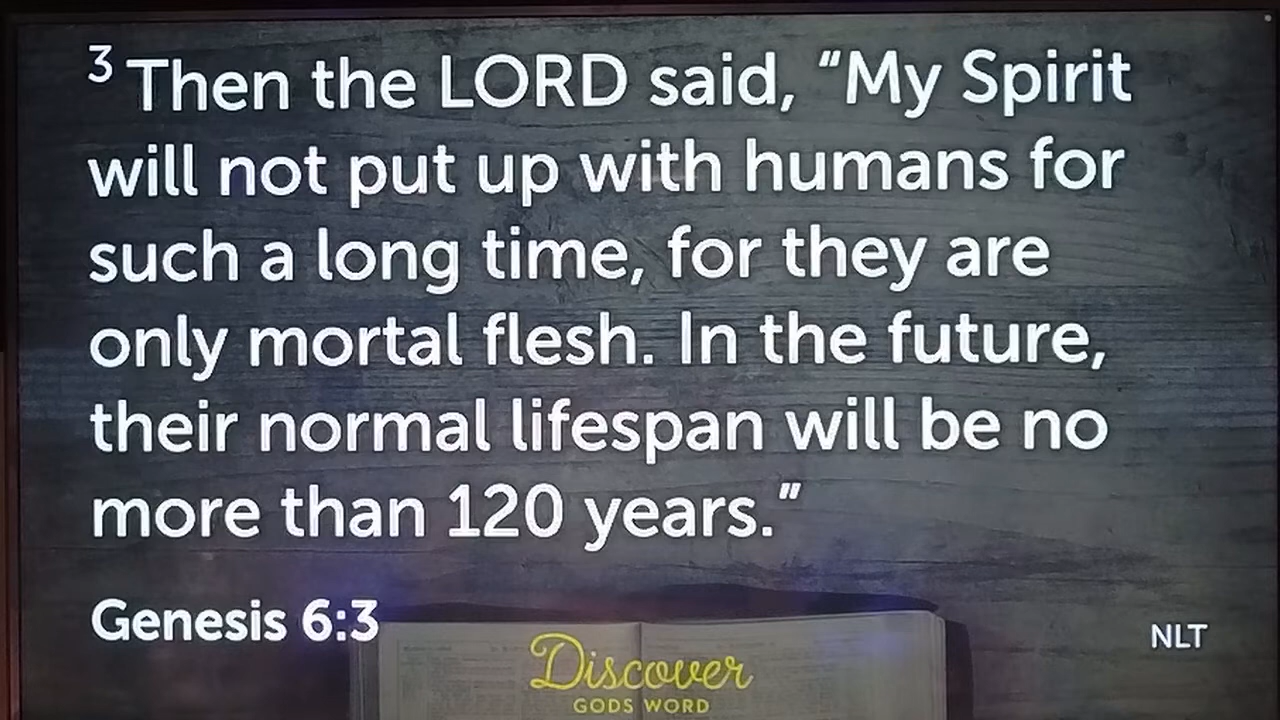 3 Then the LORD said, “My Spirit
will not put up with humans for
such a long time, for they are
only mortal flesh. In the future,
their normal lifespan will be no
more than 120 years.”
Genesis 6:3
NLT
Discover
GODS WORD